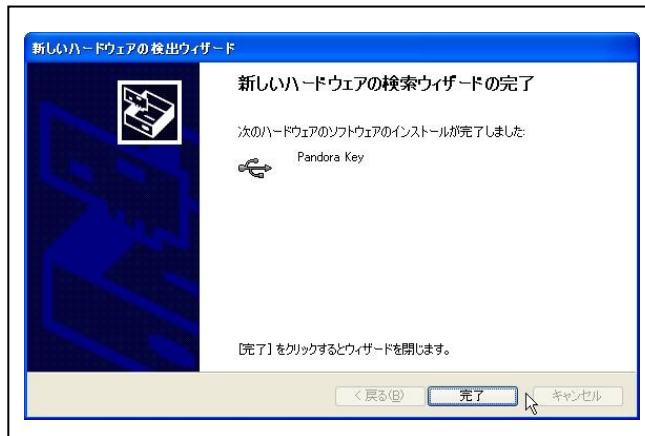 新しいハードウェアの検出ウィザード
新しいハードウェアの検索ウィザードの完了
次のハードウェアのソフトウェアのインストールが完了しました:
Pandora Key
[完了] をクリックするとウィザードを閉じます。
< 戻る(B)
完了
キャンセル